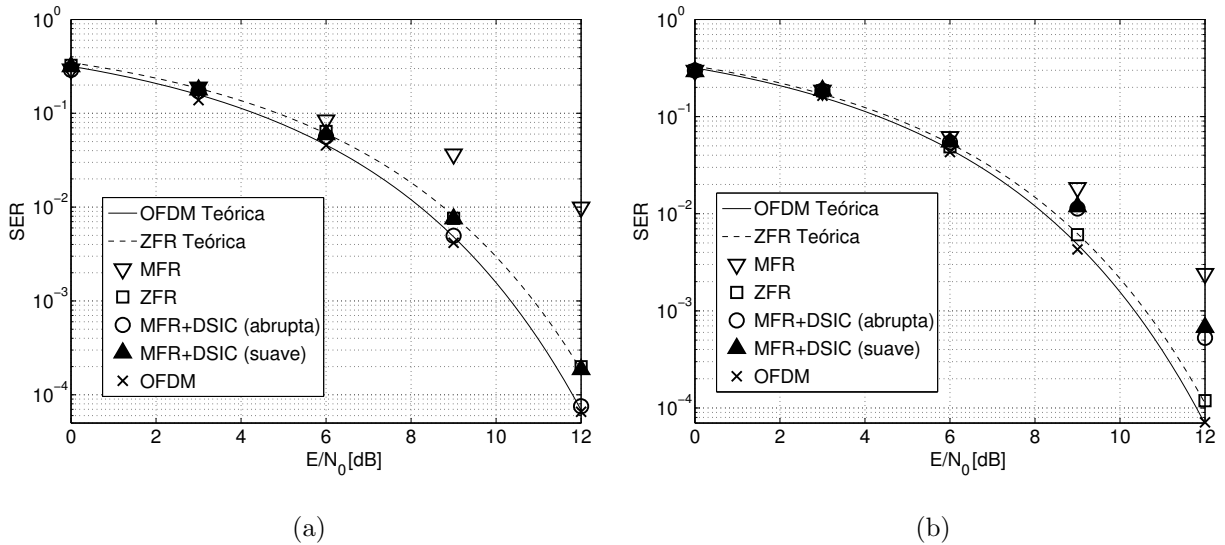 10^0
10^-1
10^-2
10^-3
10^-4
SER
0 2 4 6 8 10 12
E/N_0 [dB]
OFDM Teórica
ZFR Teórica
MFR
ZFR
MFR+DSIC (abrupta)
MFR+DSIC (suave)
OFDM
(a)
10^0
10^-1
10^-2
10^-3
10^-4
SER
0 2 4 6 8 10 12
E/N_0 [dB]
OFDM Teórica
ZFR Teórica
MFR
ZFR
MFR+DSIC (abrupta)
MFR+DSIC (suave)
OFDM
(b)